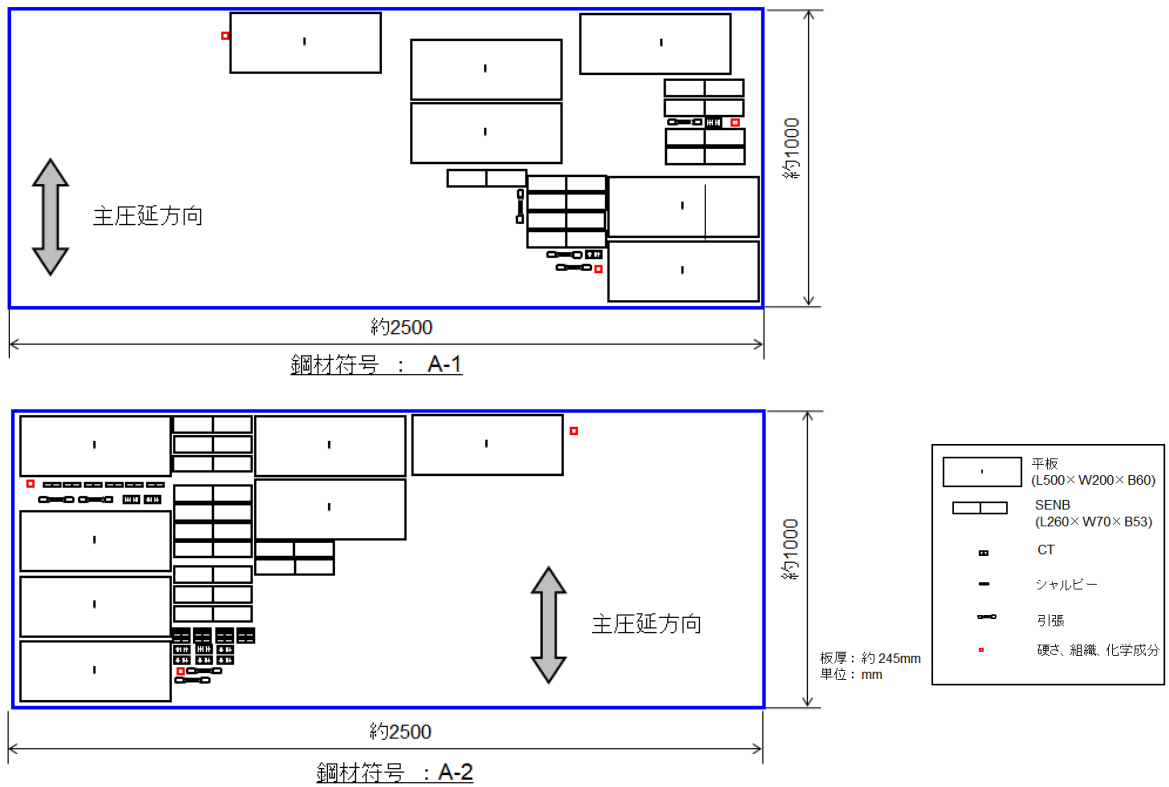 主圧延方向
約1000
約2500
鋼材符号 ： A-1
主圧延方向
約1000
板厚：約 245mm
単位：mm
約2500
鋼材符号 ：A-2
平板
(L500×W200×B60)
SENB
(L260×W70×B53)
CT
シャルピー
引張
硬さ、組織、化学成分